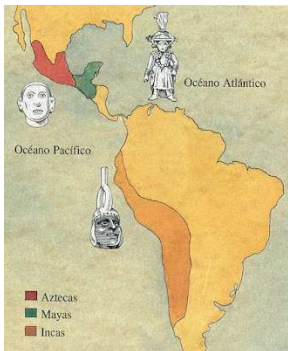 Océano Atlántico
Océano Pacífico
Aztecas
Mayas
Incas